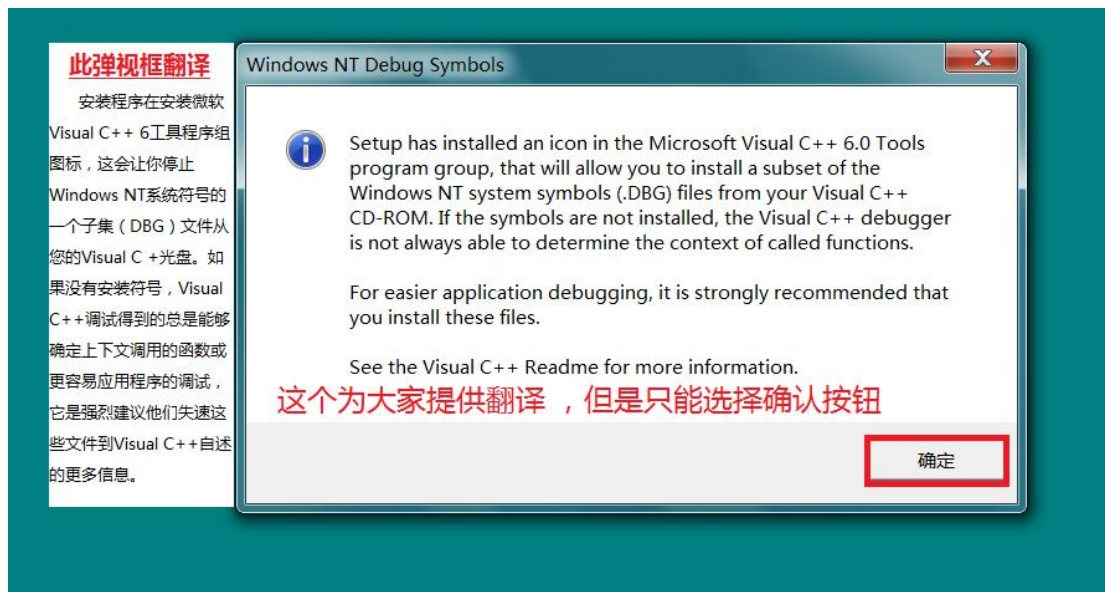 此弹视框翻译
安装程序在安装微软
Visual C++ 6工具程序组
图标，这会让你停止
Windows NT系统符号的
一个子集（DBG）文件从
您的Visual C +光盘。如
果没有安装符号，Visual
C++调试得到的总是能够
确定上下文调用的函数或
更容易应用程序的调试，
它是强烈建议他们失速这
些文件到Visual C++自述
的更多信息。
Windows NT Debug Symbols
Setup has installed an icon in the Microsoft Visual C++ 6.0 Tools
program group, that will allow you to install a subset of the
Windows NT system symbols (.DBG) files from your Visual C++
CD-ROM. If the symbols are not installed, the Visual C++ debugger
is not always able to determine the context of called functions.
For easier application debugging, it is strongly recommended that
you install these files.
See the Visual C++ Readme for more information.
这个为大家提供翻译 ，但是只能选择确认按钮
确定